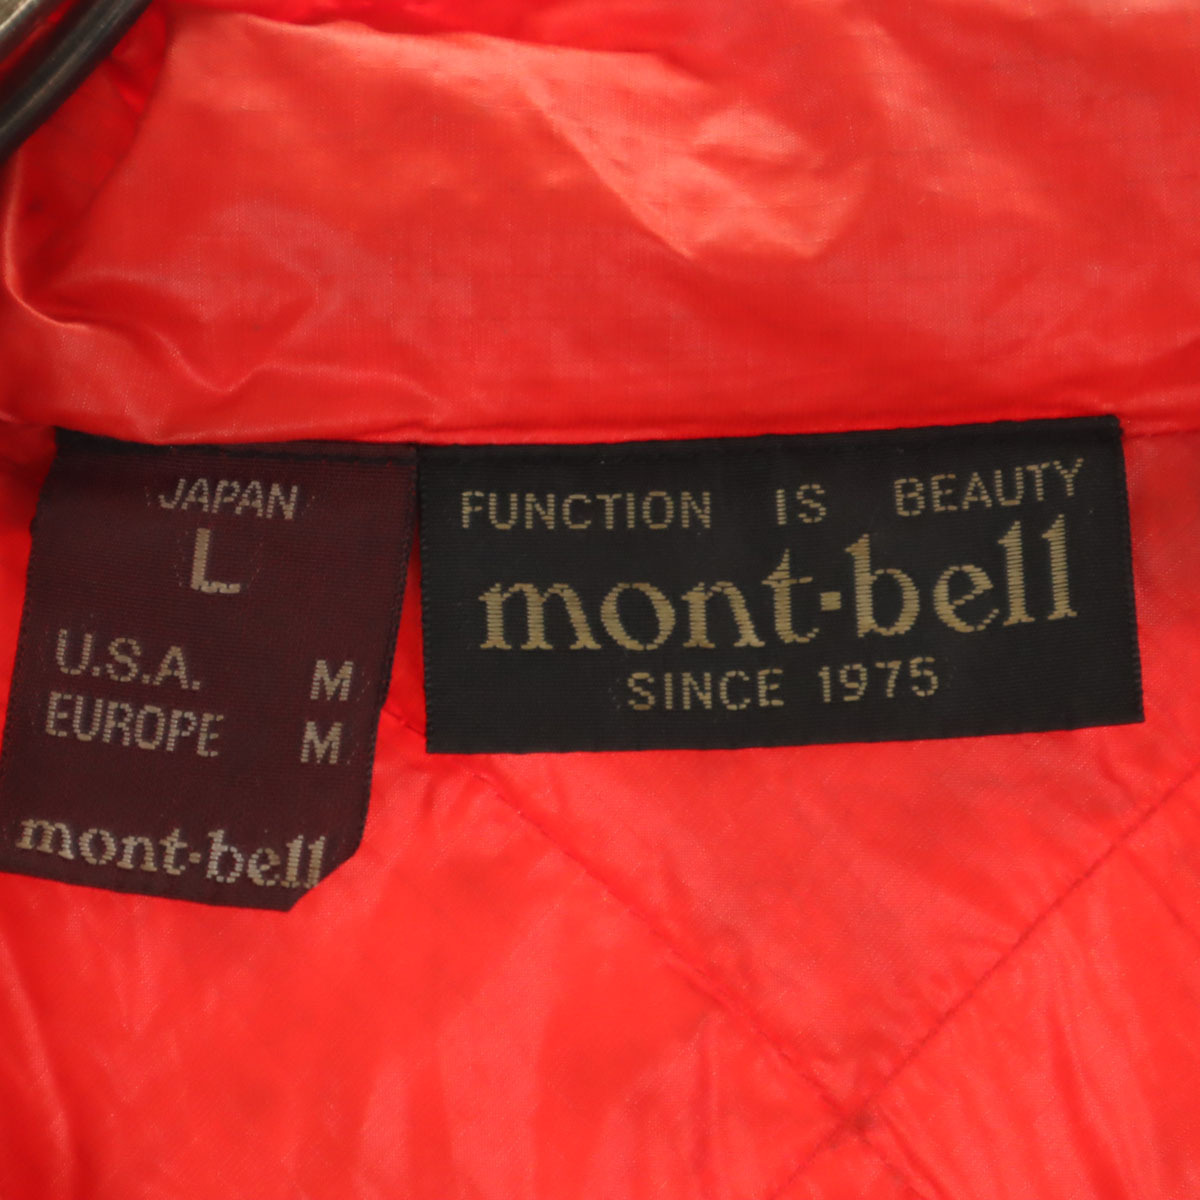 JAPAN
L
U.S.A. M
EUROPE M
mont-bell
FUNCTION IS BEAUTY
mont-bell
SINCE 1975